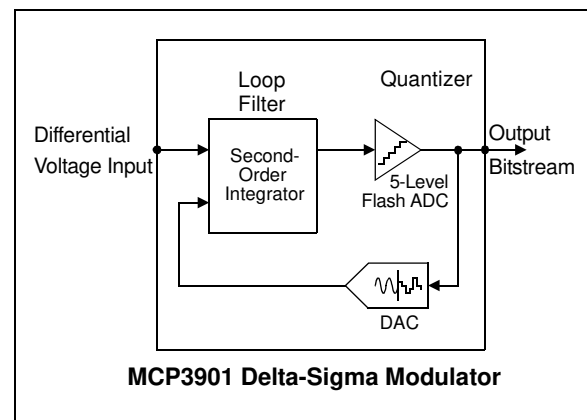 Loop
Filter
Quantizer
Differential
Voltage Input
Second-
Order
Integrator
Output
Bitstream
5-Level
Flash ADC
DAC
MCP3901 Delta-Sigma Modulator